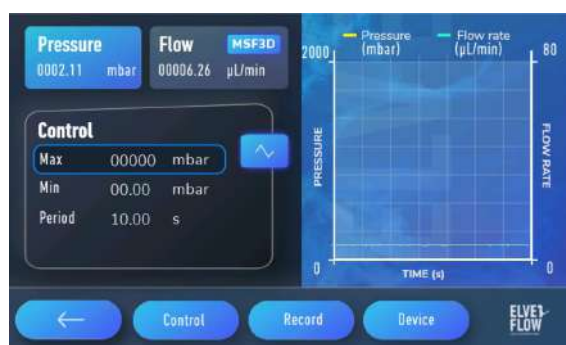 Pressure
0002.11 mbar
Flow MSF3D
00006.26 µL/min
Control
Max 00000 mbar
Min 00.00 mbar
Period 10.00 s
Pressure (mbar)
Flow rate (µL/min)
2000
80
PRESSURE
FLOW RATE
0
0
TIME (s)
←
Control
Record
Device
ELVE
FLOW